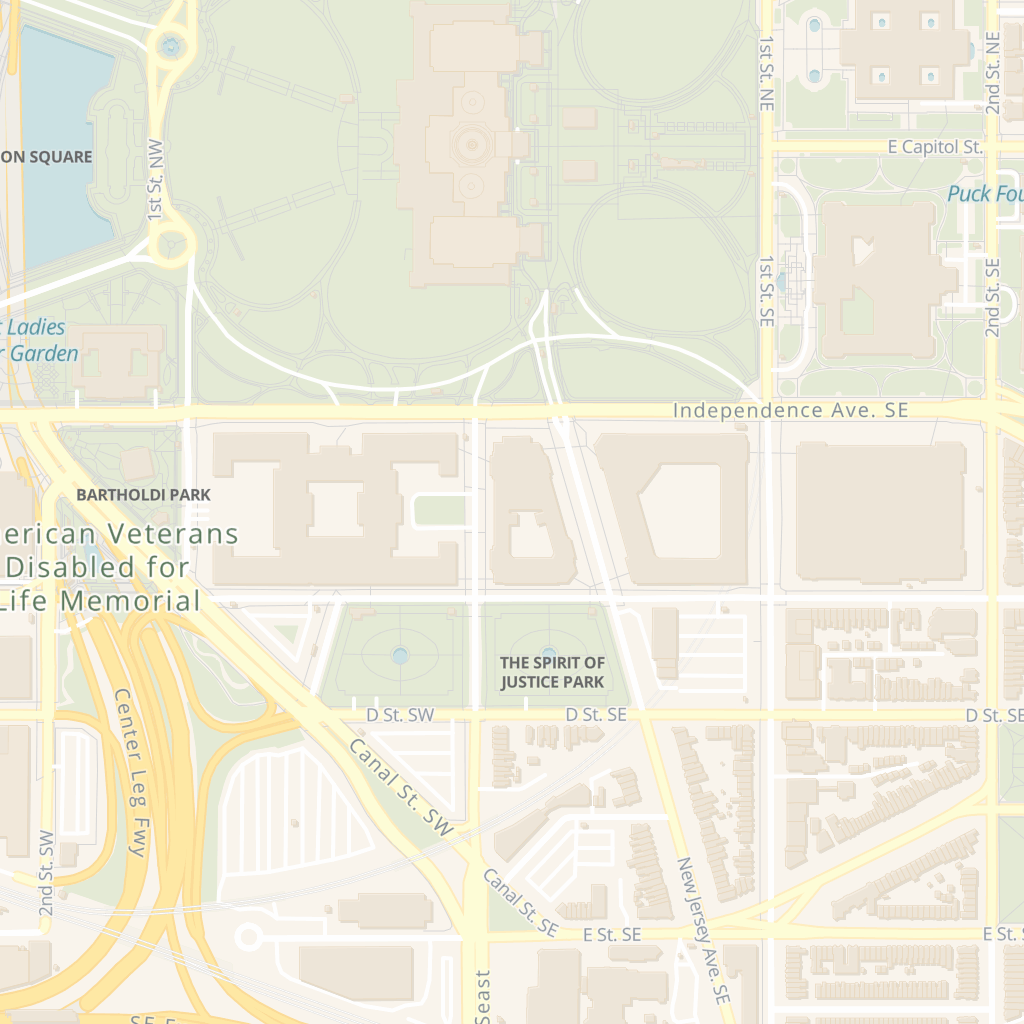 1st St. NE
2nd St. NE
E Capitol St.
ON SQUARE
1st St. NW
Puck Fou
1st St. SE
2nd St. SE
t Ladies
r Garden
Independence Ave. SE
BARTHOLDI PARK
erican Veterans
Disabled for
Life Memorial
THE SPIRIT OF
JUSTICE PARK
D St. SW
D St. SE
D St. SE
Center Leg Fwy
Canal St. SW
2nd St. SW
Canal St. SE
New Jersey Ave. SE
E St. SE
E St. S
Seast
SE F